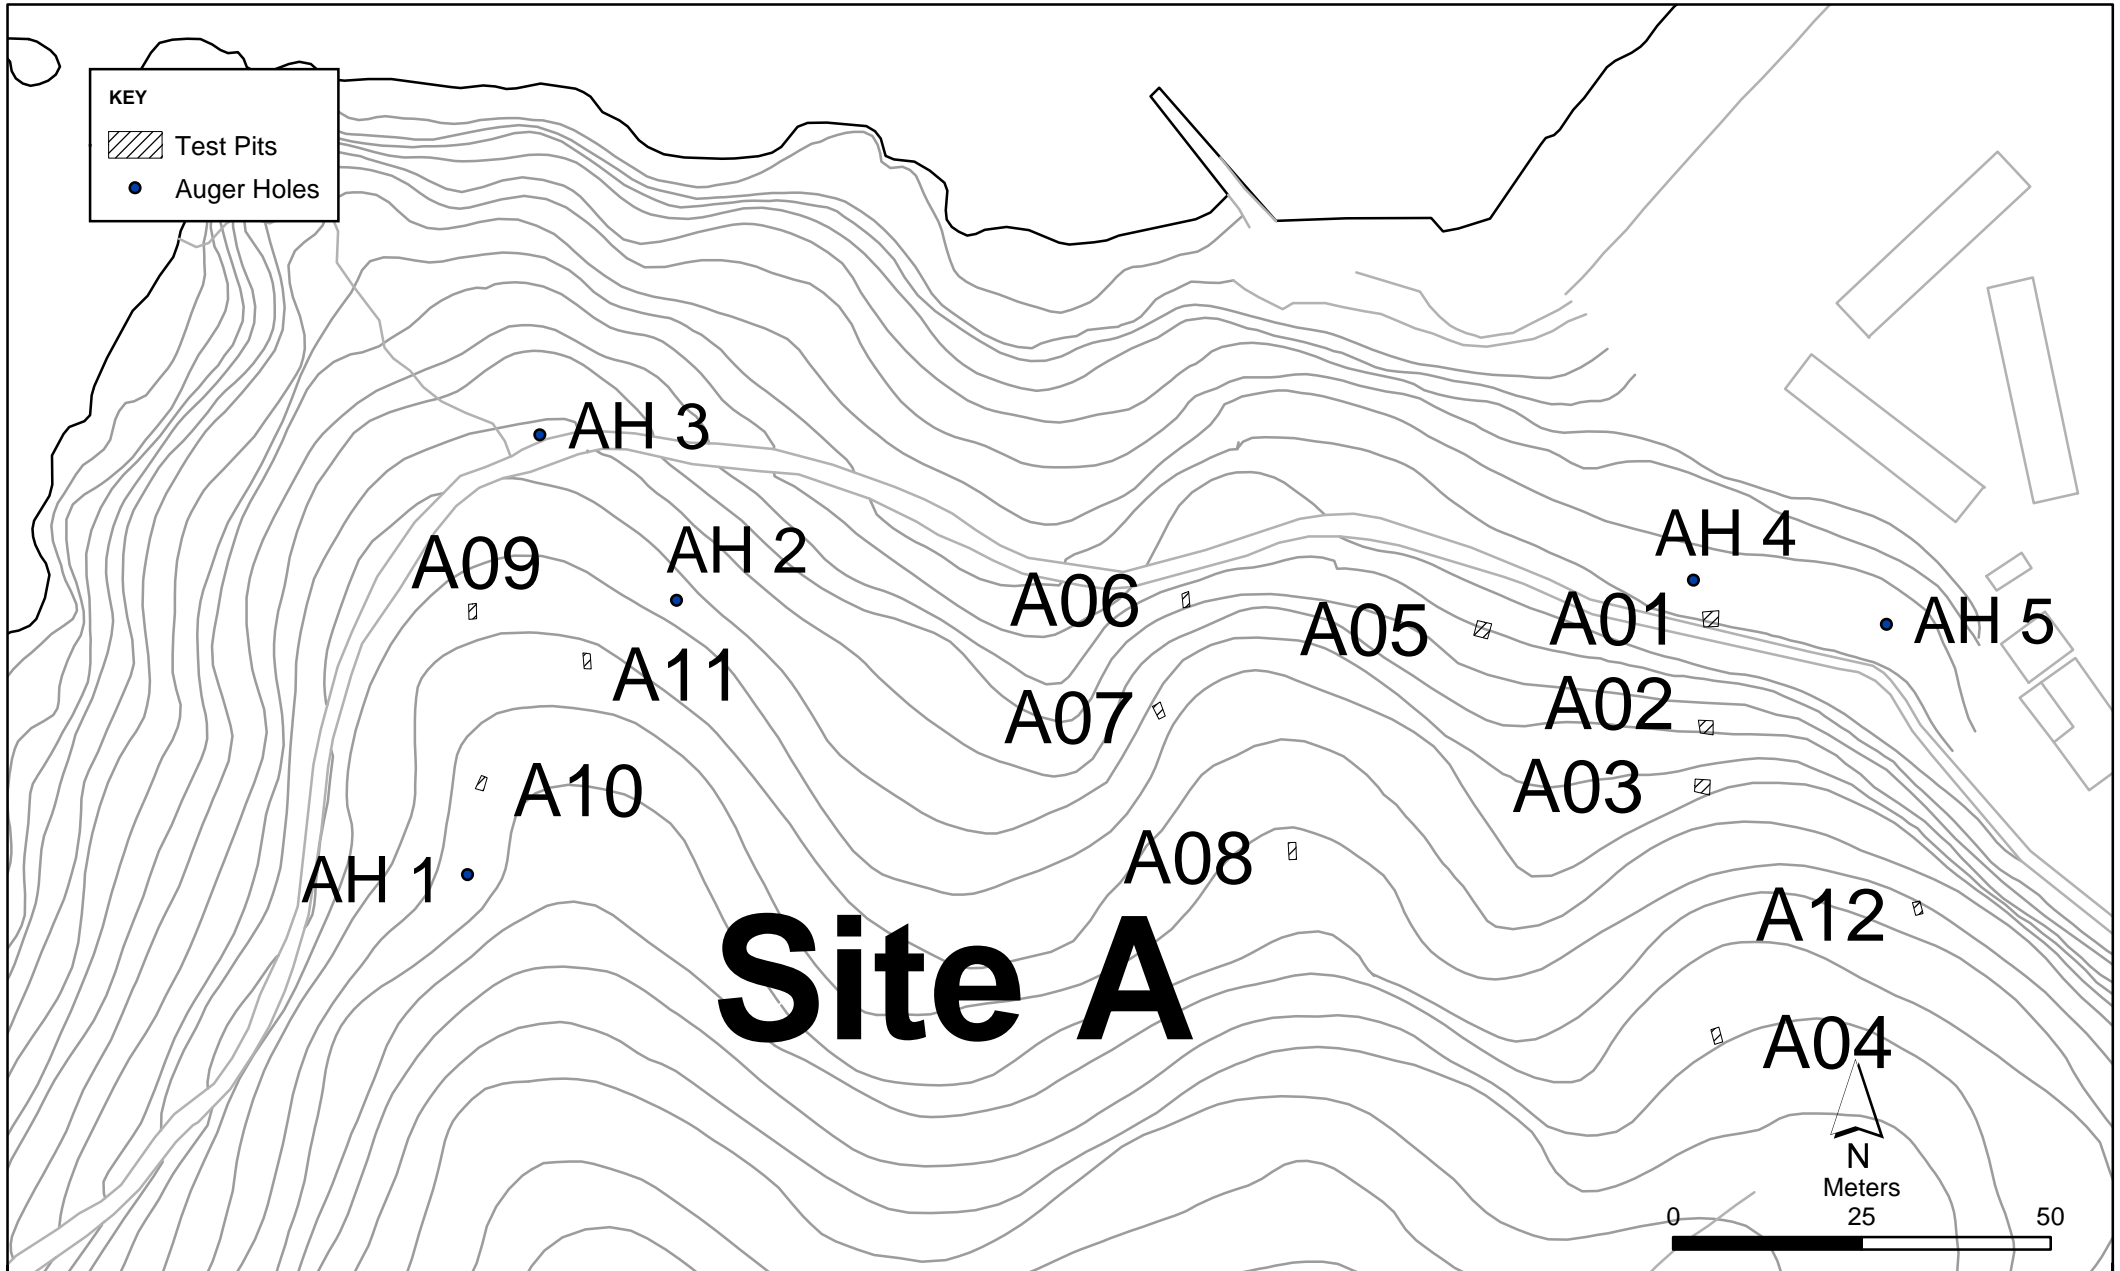 KEY
Test Pits
Auger Holes
AH 3
AH 4
A09
AH 2
A06
A05
A01
AH 5
A11
A07
A02
A10
A03
AH 1
A08
A12
Site A
A04
N
Meters
0 25 50